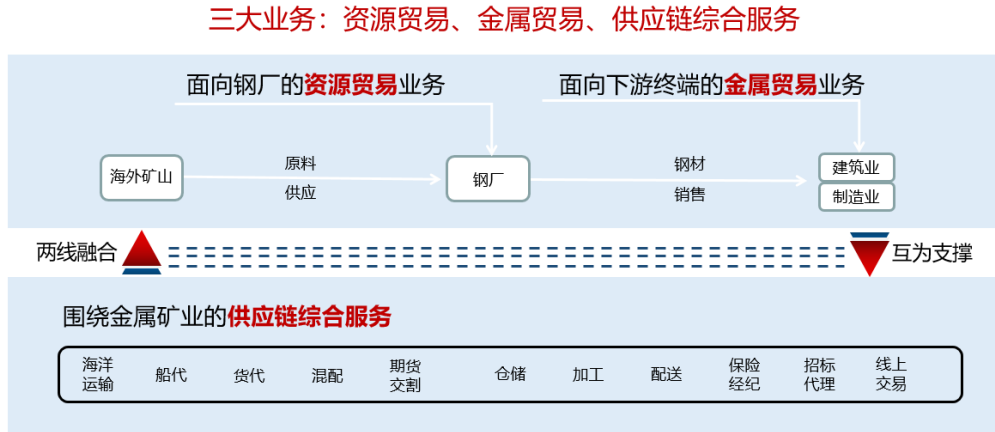 三大业务：资源贸易、金属贸易、供应链综合服务
面向钢厂的资源贸易业务
面向下游终端的金属贸易业务
海外矿山
原料
供应
钢厂
钢材
销售
建筑业
制造业
两线融合
互为支撑
围绕金属矿业的供应链综合服务
海洋
运输
船代
货代
混配
期货
交割
仓储
加工
配送
保险
经纪
招标
代理
线上
交易